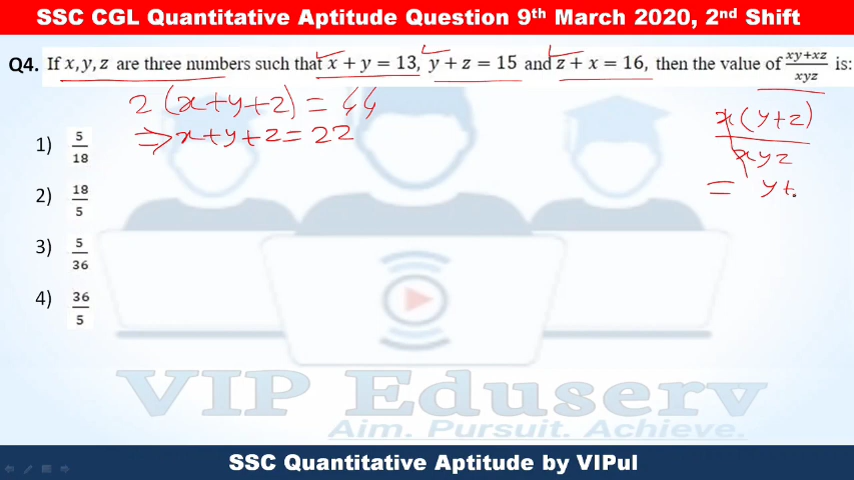 SSC CGL Quantitative Aptitude Question 9th March 2020, 2nd Shift
Q4. If x, y, z are three numbers such that x + y = 13, y + z = 15 and z + x = 16, then the value of (xy+xz)/(xyz) is:
2 (x+y+z) = 44
⇒ x+y+z = 22
x(y+z)
xyz
= y+
1) 5/18
2) 18/5
3) 5/36
4) 36/5
VIP Eduserv
Aim. Pursuit. Achieve.
SSC Quantitative Aptitude by VIPul